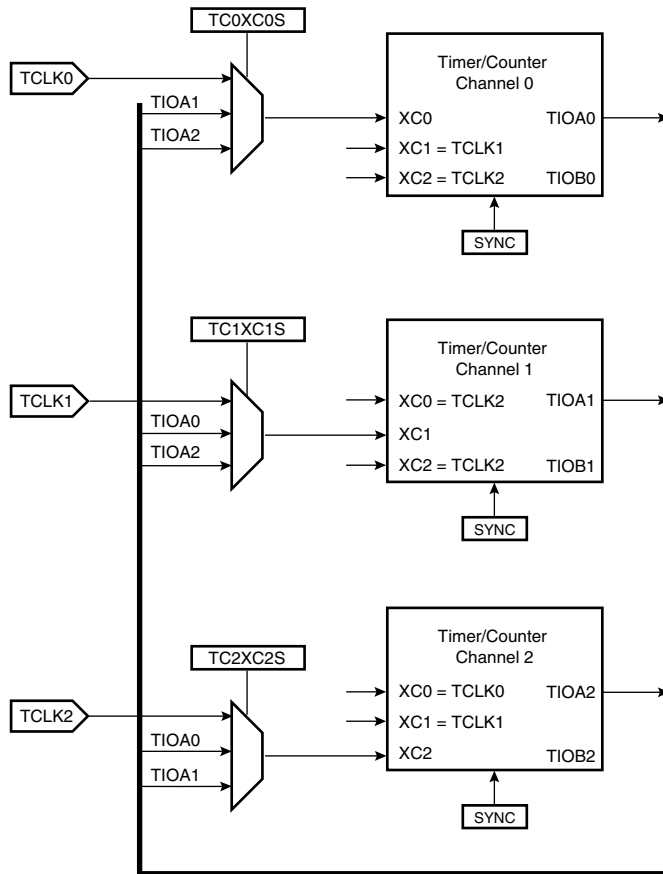 TC0XC0S
TCLK0
TIOA1
TIOA2
Timer/Counter
Channel 0
XC0
TIOA0
XC1 = TCLK1
XC2 = TCLK2
TIOB0
SYNC
TC1XC1S
TCLK1
TIOA0
TIOA2
Timer/Counter
Channel 1
XC0 = TCLK2
TIOA1
XC1
XC2 = TCLK2
TIOB1
SYNC
TC2XC2S
TCLK2
TIOA0
TIOA1
Timer/Counter
Channel 2
XC0 = TCLK0
TIOA2
XC1 = TCLK1
XC2
TIOB2
SYNC